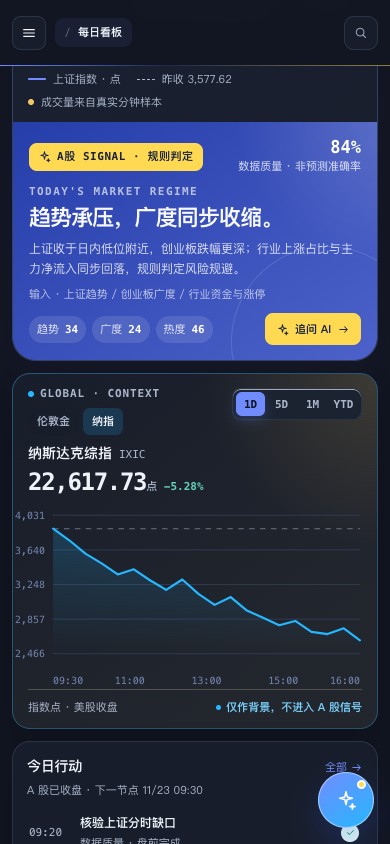 / 每日看板
上证指数 · 点 昨收 3,577.62
成交量来自真实分钟样本
A股 SIGNAL · 规则判定
84%
数据质量 · 非预测准确率
TODAY'S MARKET REGIME
趋势承压，广度同步收缩。
上证收于日内低位附近，创业板跌幅更深；行业上涨占比与主
力净流入同步回落，规则判定风险规避。
输入 · 上证趋势 / 创业板广度 / 行业资金与涨停
趋势 34 广度 24 热度 46 追问 AI →
GLOBAL · CONTEXT
1D 5D 1M YTD
伦敦金 纳指
纳斯达克综指 IXIC
22,617.73点 −5.28%
4,031
3,640
3,248
2,857
2,466
09:30 11:00 13:00 15:00 16:00
指数点 · 美股收盘 仅作背景，不进入 A 股信号
今日行动 全部 →
A 股已收盘 · 下一节点 11/23 09:30
09:20 核验上证分时缺口
数据质量 · 盘前完成